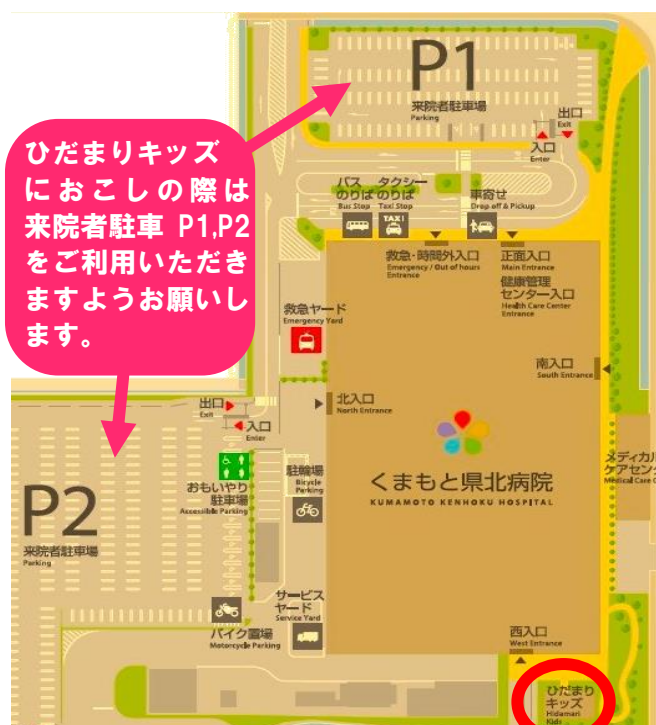 P1
来院者駐車場
Parking
出口
Exit
入口
Enter
ひだまりキッズ
におこしの際は
来院者駐車 P1,P2
をご利用いただき
ますようお願いし
ます。
バス
のりば
Bus Stop
タクシー
のりば
Taxi Stop
TAXI
車寄せ
Drop off & Pickup
救急・時間外入口
Emergency / Out of hours
Entrance
正面入口
Main Entrance
健康管理
センター入口
Health Care Center
Entrance
救急ヤード
Emergency Yard
南入口
South Entrance
出口
Exit
入口
Enter
北入口
North Entrance
おもいやり
駐車場
Accessible Parking
駐輪場
Bicycle
Parking
くまもと県北病院
KUMAMOTO KENHOKU HOSPITAL
メディカル
ケアセン
Medical Care
P2
来院者駐車場
Parking
バイク置場
Motorcycle Parking
サービス
ヤード
Service Yard
西入口
West Entrance
ひだまり
キッズ
Hidamari
Kids